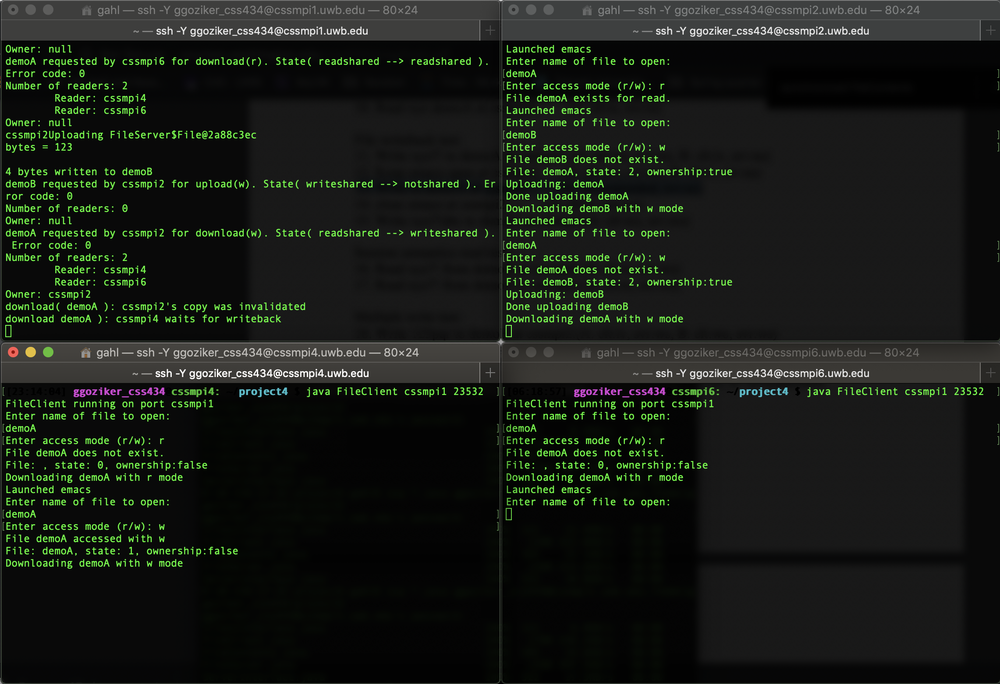 gahl — ssh -Y ggoziker_css434@cssmpi1.uwb.edu — 80×24
~ — ssh -Y ggoziker_css434@cssmpi1.uwb.edu
Owner: null
demoA requested by cssmpi6 for download(r). State( readshared --> readshared ).
Error code: 0
Number of readers: 2
Reader: cssmpi4
Reader: cssmpi6
Owner: null
cssmpi2Uploading FileServer$File@2a88c3ec
bytes = 123
4 bytes written to demoB
demoB requested by cssmpi2 for upload(w). State( writeshared --> notshared ). Er
ror code: 0
Number of readers: 0
Owner: null
demoA requested by cssmpi2 for download(w). State( readshared --> writeshared ).
Error code: 0
Number of readers: 2
Reader: cssmpi4
Reader: cssmpi6
Owner: cssmpi2
download( demoA ): cssmpi2's copy was invalidated
download demoA ): cssmpi4 waits for writeback
gahl — ssh -Y ggoziker_css434@cssmpi2.uwb.edu — 80×24
~ — ssh -Y ggoziker_css434@cssmpi2.uwb.edu
Launched emacs
Enter name of file to open:
[demoA ]
[Enter access mode (r/w): r ]
File demoA exists for read.
Launched emacs
Enter name of file to open:
[demoB ]
[Enter access mode (r/w): w ]
File demoB does not exist.
File: demoA, state: 2, ownership:true
Uploading: demoA
Done uploading demoA
Downloading demoB with w mode
Launched emacs
Enter name of file to open:
[demoA ]
[Enter access mode (r/w): w ]
File demoA does not exist.
File: demoB, state: 2, ownership:true
Uploading: demoB
Done uploading demoB
Downloading demoA with w mode
gahl — ssh -Y ggoziker_css434@cssmpi4.uwb.edu — 80×24
~ — ssh -Y ggoziker_css434@cssmpi4.uwb.edu
[[23:14:04] ggoziker_css434@cssmpi4: ~/project4 $ java FileClient cssmpi1 23532 ]
FileClient running on port cssmpi1
Enter name of file to open:
[demoA ]
[Enter access mode (r/w): r ]
File demoA does not exist.
File: , state: 0, ownership:false
Downloading demoA with r mode
Launched emacs
Enter name of file to open:
[demoA ]
[Enter access mode (r/w): w ]
File demoA accessed with w
File: demoA, state: 1, ownership:false
Downloading demoA with w mode
gahl — ssh -Y ggoziker_css434@cssmpi6.uwb.edu — 80×24
~ — ssh -Y ggoziker_css434@cssmpi6.uwb.edu
[[06:18:57] ggoziker_css434 cssmpi6: ~/project4 $ java FileClient cssmpi1 23532 ]
FileClient running on port cssmpi1
Enter name of file to open:
[demoA ]
[Enter access mode (r/w): r ]
File demoA does not exist.
File: , state: 0, ownership:false
Downloading demoA with r mode
Launched emacs
Enter name of file to open: